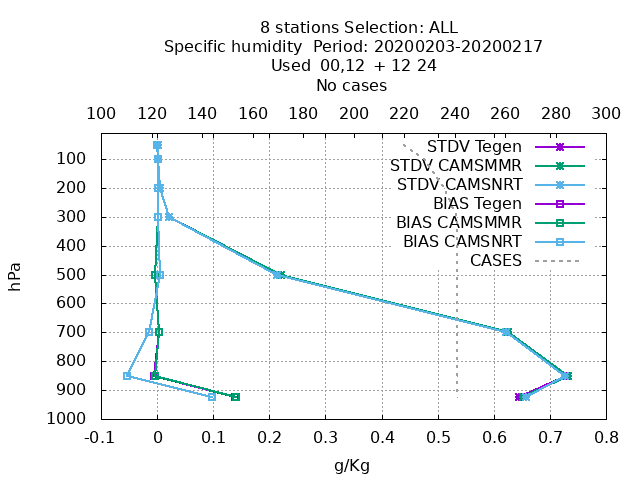 8 stations Selection: ALL
Specific humidity  Period: 20200203-20200217
Used  00,12  + 12 24
No cases
100 120 140 160 180 200 220 240 260 280 300
STDV Tegen
STDV CAMSMMR
STDV CAMSNRT
BIAS Tegen
BIAS CAMSMMR
BIAS CAMSNRT
CASES
100
200
300
400
500
600
700
800
900
1000
hPa
-0.1 0 0.1 0.2 0.3 0.4 0.5 0.6 0.7 0.8
g/Kg